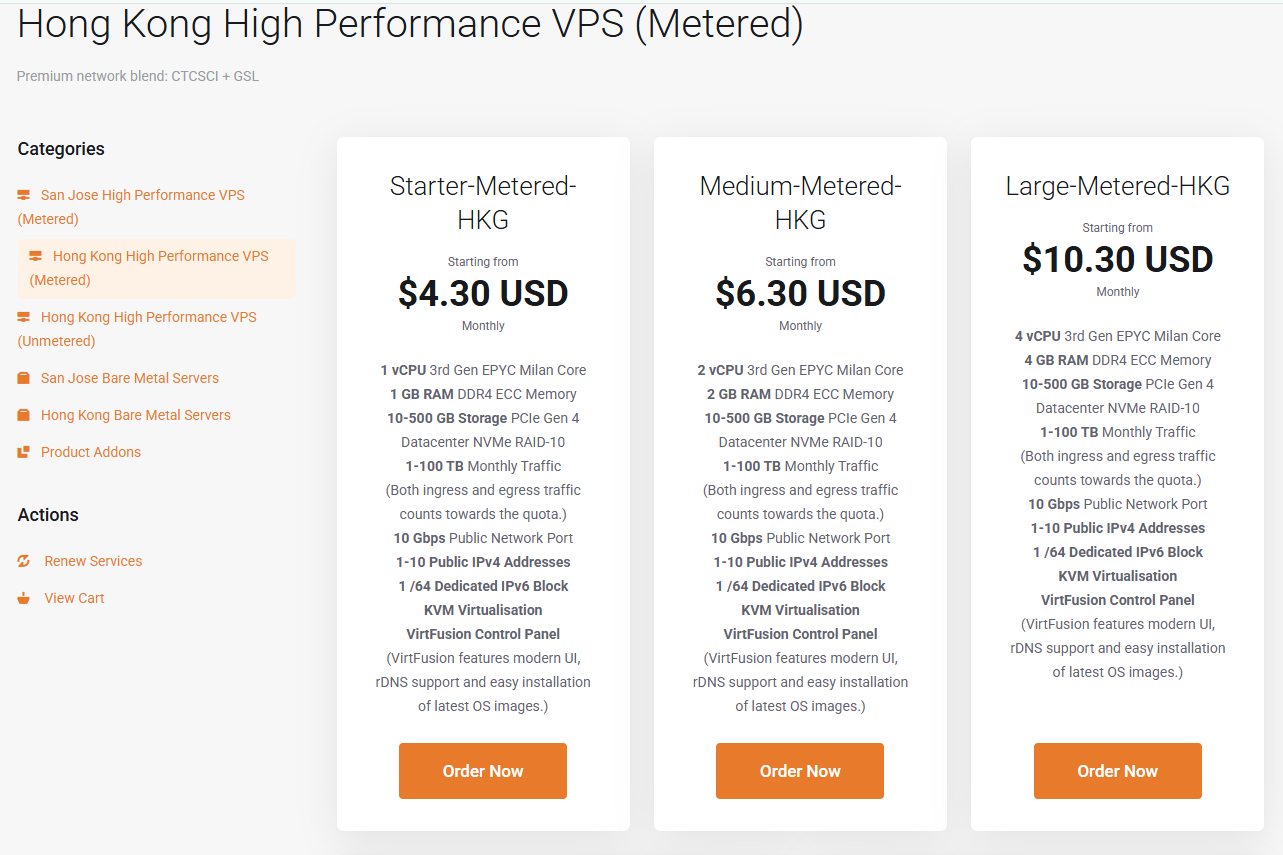 Hong Kong High Performance VPS (Metered)
Premium network blend: CTCSCI + GSL
Categories
San Jose High Performance VPS
(Metered)
Hong Kong High Performance VPS
(Metered)
Hong Kong High Performance VPS
(Unmetered)
San Jose Bare Metal Servers
Hong Kong Bare Metal Servers
Product Addons
Actions
Renew Services
View Cart
Starter-Metered-
HKG
Starting from
$4.30 USD
Monthly
1 vCPU 3rd Gen EPYC Milan Core
1 GB RAM DDR4 ECC Memory
10-500 GB Storage PCIe Gen 4
Datacenter NVMe RAID-10
1-100 TB Monthly Traffic
(Both ingress and egress traffic
counts towards the quota.)
10 Gbps Public Network Port
1-10 Public IPv4 Addresses
1 /64 Dedicated IPv6 Block
KVM Virtualisation
VirtFusion Control Panel
(VirtFusion features modern UI,
rDNS support and easy installation
of latest OS images.)
Order Now
Medium-Metered-
HKG
Starting from
$6.30 USD
Monthly
2 vCPU 3rd Gen EPYC Milan Core
2 GB RAM DDR4 ECC Memory
10-500 GB Storage PCIe Gen 4
Datacenter NVMe RAID-10
1-100 TB Monthly Traffic
(Both ingress and egress traffic
counts towards the quota.)
10 Gbps Public Network Port
1-10 Public IPv4 Addresses
1 /64 Dedicated IPv6 Block
KVM Virtualisation
VirtFusion Control Panel
(VirtFusion features modern UI,
rDNS support and easy installation
of latest OS images.)
Order Now
Large-Metered-HKG
Starting from
$10.30 USD
Monthly
4 vCPU 3rd Gen EPYC Milan Core
4 GB RAM DDR4 ECC Memory
10-500 GB Storage PCIe Gen 4
Datacenter NVMe RAID-10
1-100 TB Monthly Traffic
(Both ingress and egress traffic
counts towards the quota.)
10 Gbps Public Network Port
1-10 Public IPv4 Addresses
1 /64 Dedicated IPv6 Block
KVM Virtualisation
VirtFusion Control Panel
(VirtFusion features modern UI,
rDNS support and easy installation
of latest OS images.)
Order Now